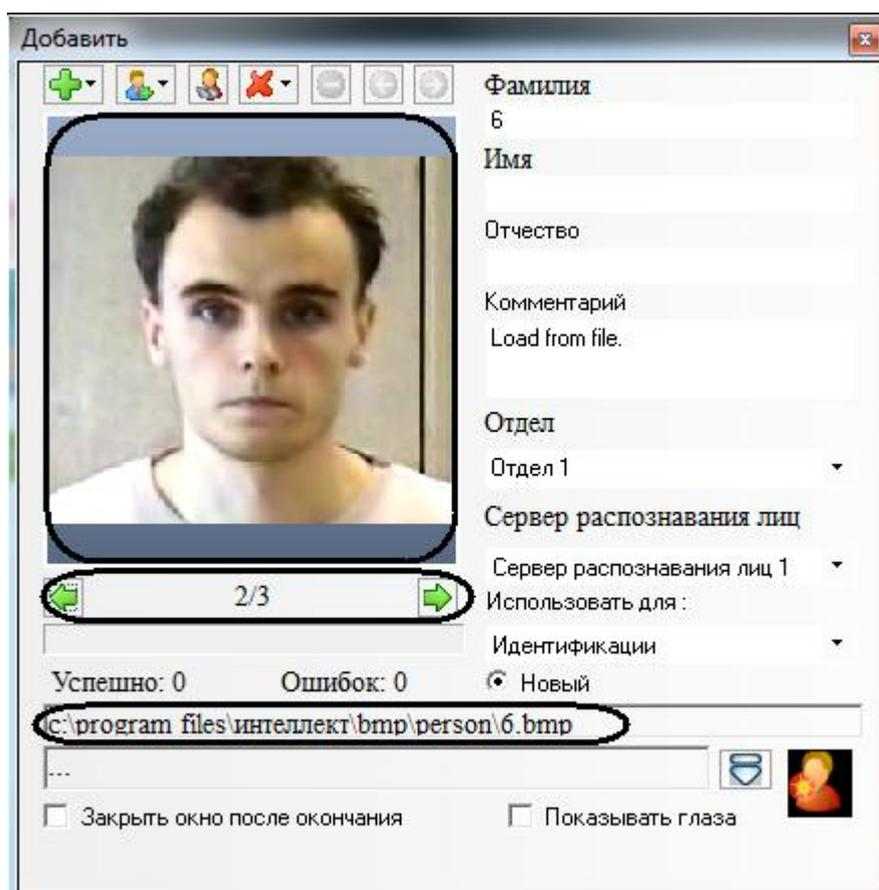 Добавить
Фамилия
6
Имя
Отчество
Комментарий
Load from file.
Отдел
Отдел 1
Сервер распознавания лиц
Сервер распознавания лиц 1
2/3
Использовать для :
Идентификации
Успешно: 0 Ошибок: 0
Новый
c:\program files\интеллект\bmp\person\6.bmp
...
Закрыть окно после окончания
Показывать глаза